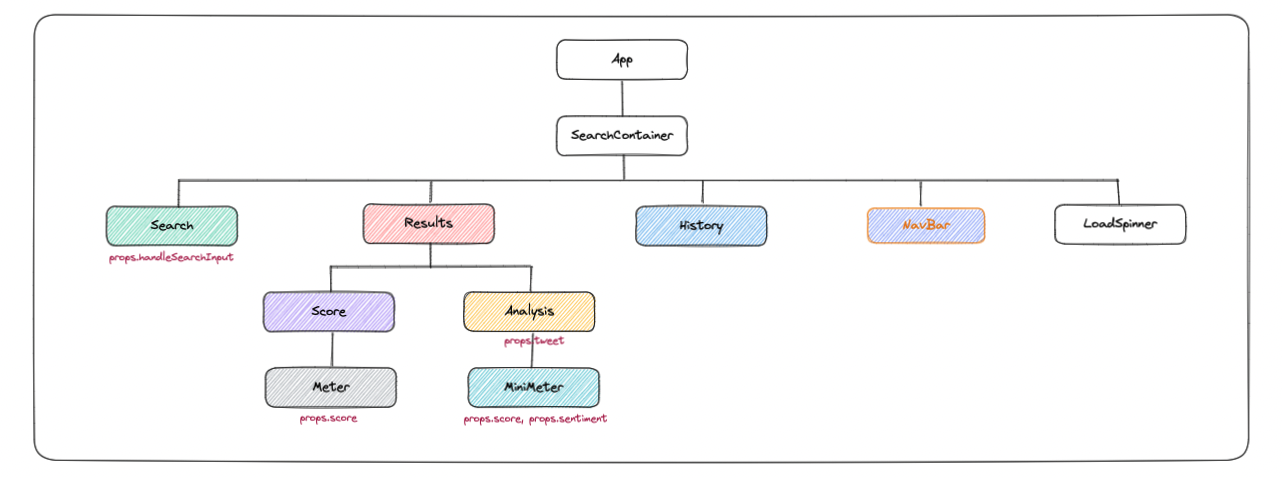 App
SearchContainer
Search
Results
History
NavBar
LoadSpinner
props.handleSearchInput
Score
Analysis
props.tweet
Meter
MiniMeter
props.score
props.score, props.sentiment